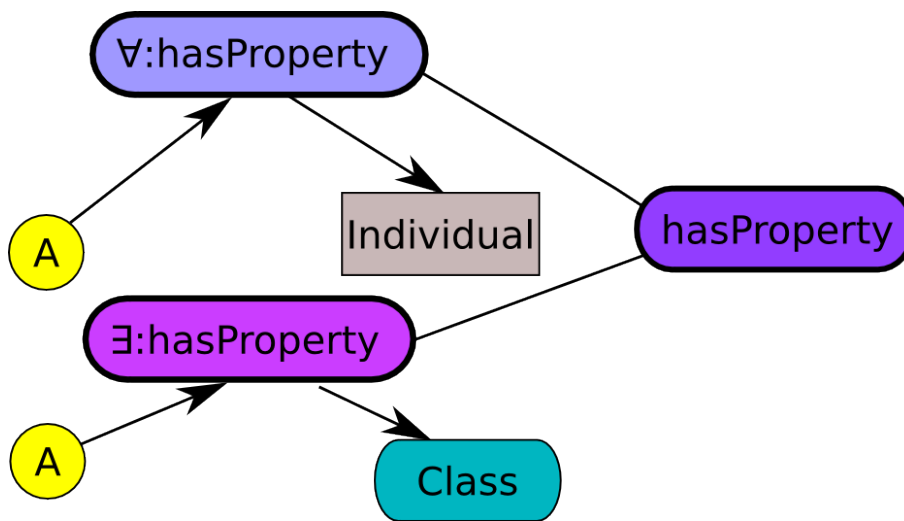 ∀:hasProperty
Individual
hasProperty
A
∃:hasProperty
A
Class